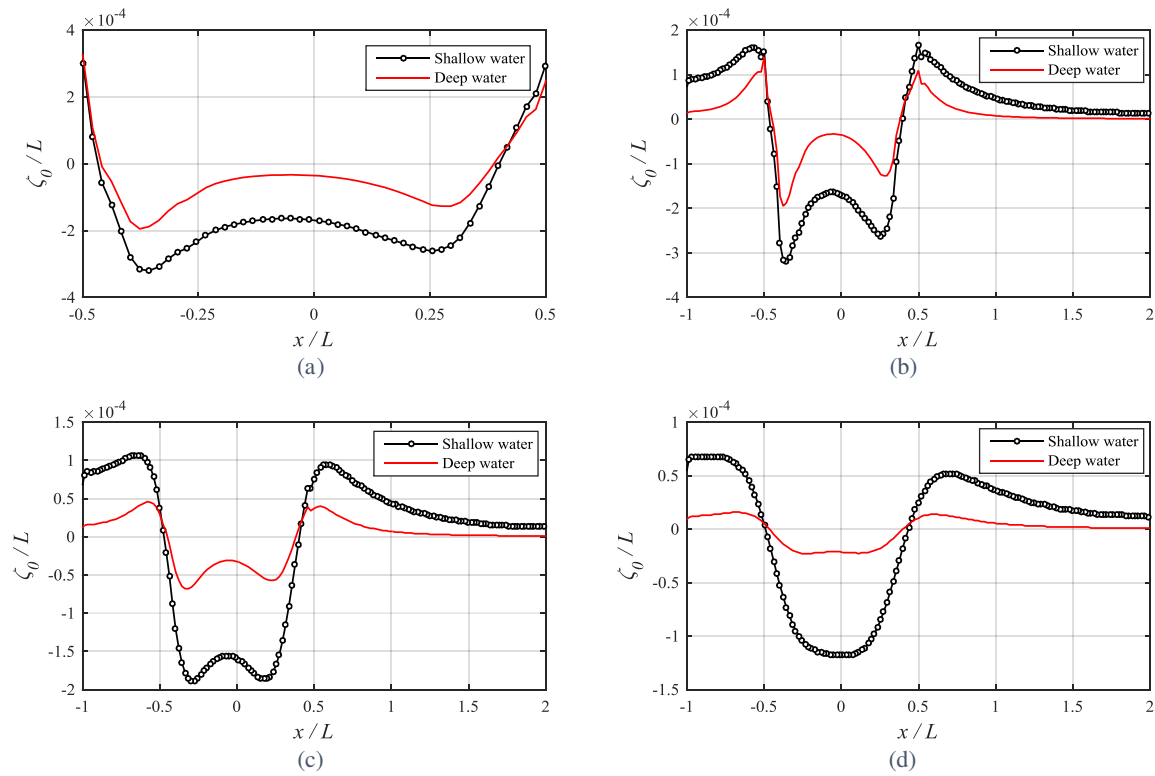 ×10⁻⁴
4
2
0
-2
-4
ζ₀ / L
Shallow water
Deep water
-0.5
-0.25
0
0.25
0.5
x / L
(a)
×10⁻⁴
2
1
0
-1
-2
-3
-4
ζ₀ / L
Shallow water
Deep water
-1
-0.5
0
0.5
1
1.5
2
x / L
(b)
×10⁻⁴
1.5
1
0.5
0
-0.5
-1
-1.5
-2
ζ₀ / L
Shallow water
Deep water
-1
-0.5
0
0.5
1
1.5
2
x / L
(c)
×10⁻⁴
1
0.5
0
-0.5
-1
-1.5
ζ₀ / L
Shallow water
Deep water
-1
-0.5
0
0.5
1
1.5
2
x / L
(d)